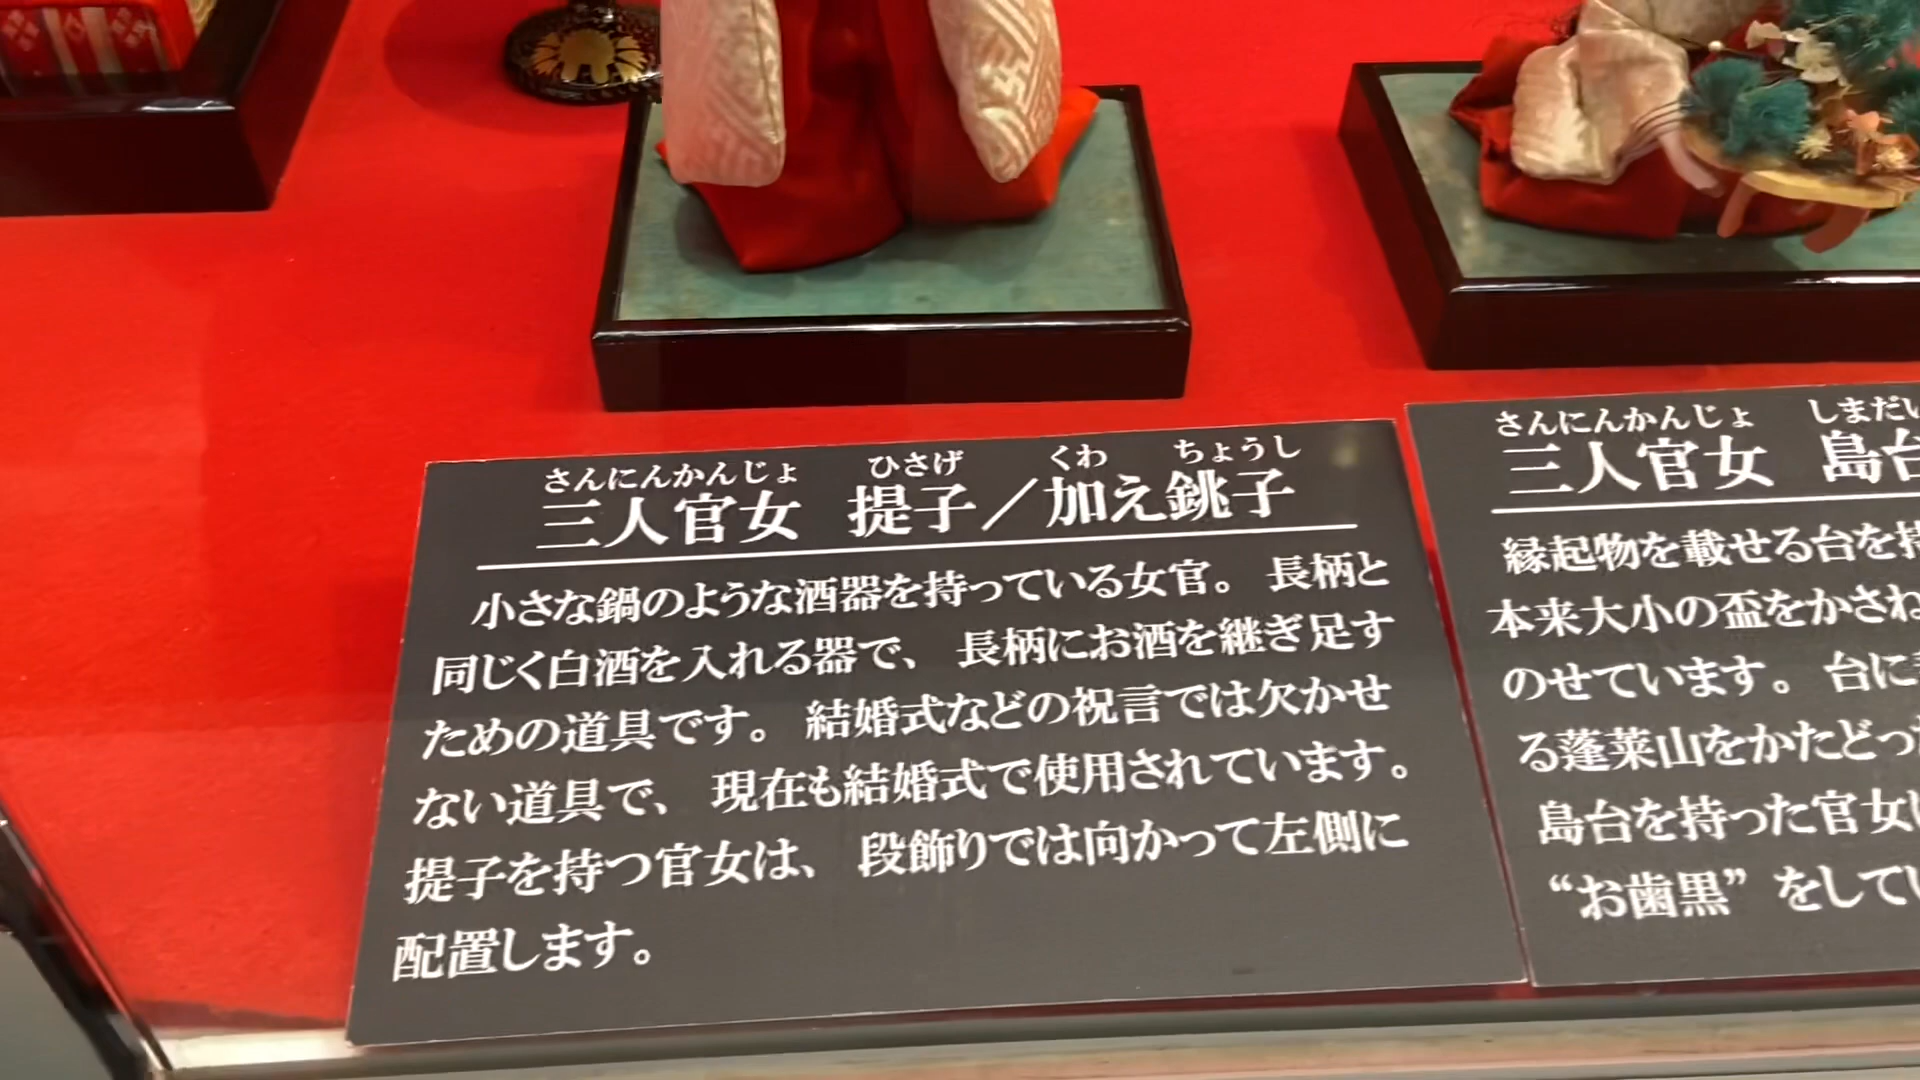 さんにんかんじょ ひさげ くわ ちょうし
三人官女 提子／加え銚子
小さな鍋のような酒器を持っている女官。長柄と
同じく白酒を入れる器で、長柄にお酒を継ぎ足す
ための道具です。結婚式などの祝言では欠かせ
ない道具で、現在も結婚式で使用されています。
提子を持つ官女は、段飾りでは向かって左側に
配置します。
さんにんかんじょ しまだい
三人官女 島台
縁起物を載せる台を持
本来大小の盃をかさね
のせています。台に
る蓬莱山をかたどった
島台を持った官女は
“お歯黒”をしてい